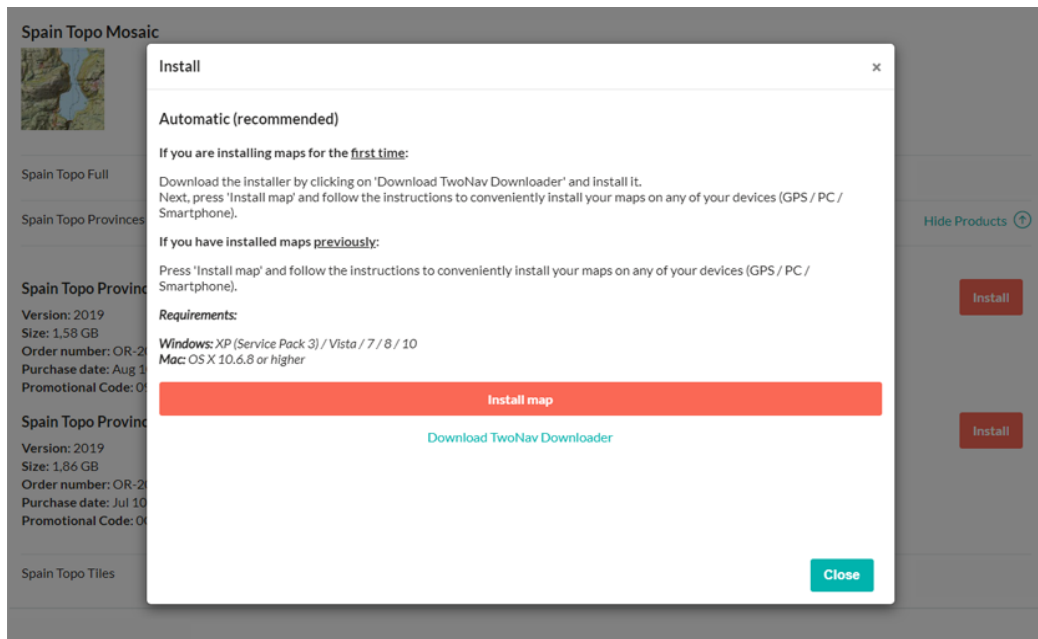 Spain Topo Mosaic
Install
×
Automatic (recommended)
If you are installing maps for the first time:
Spain Topo Full
Download the installer by clicking on 'Download TwoNav Downloader' and install it.
Next, press 'Install map' and follow the instructions to conveniently install your maps on any of your devices (GPS / PC /
Smartphone).
Spain Topo Provinces
Hide Products
If you have installed maps previously:
Press 'Install map' and follow the instructions to conveniently install your maps on any of your devices (GPS / PC /
Smartphone).
Spain Topo
Install
Version: 2019
Requirements:
Size: 1,58 GB
Windows: XP (Service Pack 3) / Vista / 7 / 8 / 10
Order number:
Mac: OS X 10.6.8 or higher
Purchase date: Aug
Promotional Code:
Install map
Spain Topo
Install
Download TwoNav Downloader
Version: 2019
Size: 1,86 GB
Order number:
Purchase date: Jul 10
Promotional Code:
Spain Topo Tiles
Close